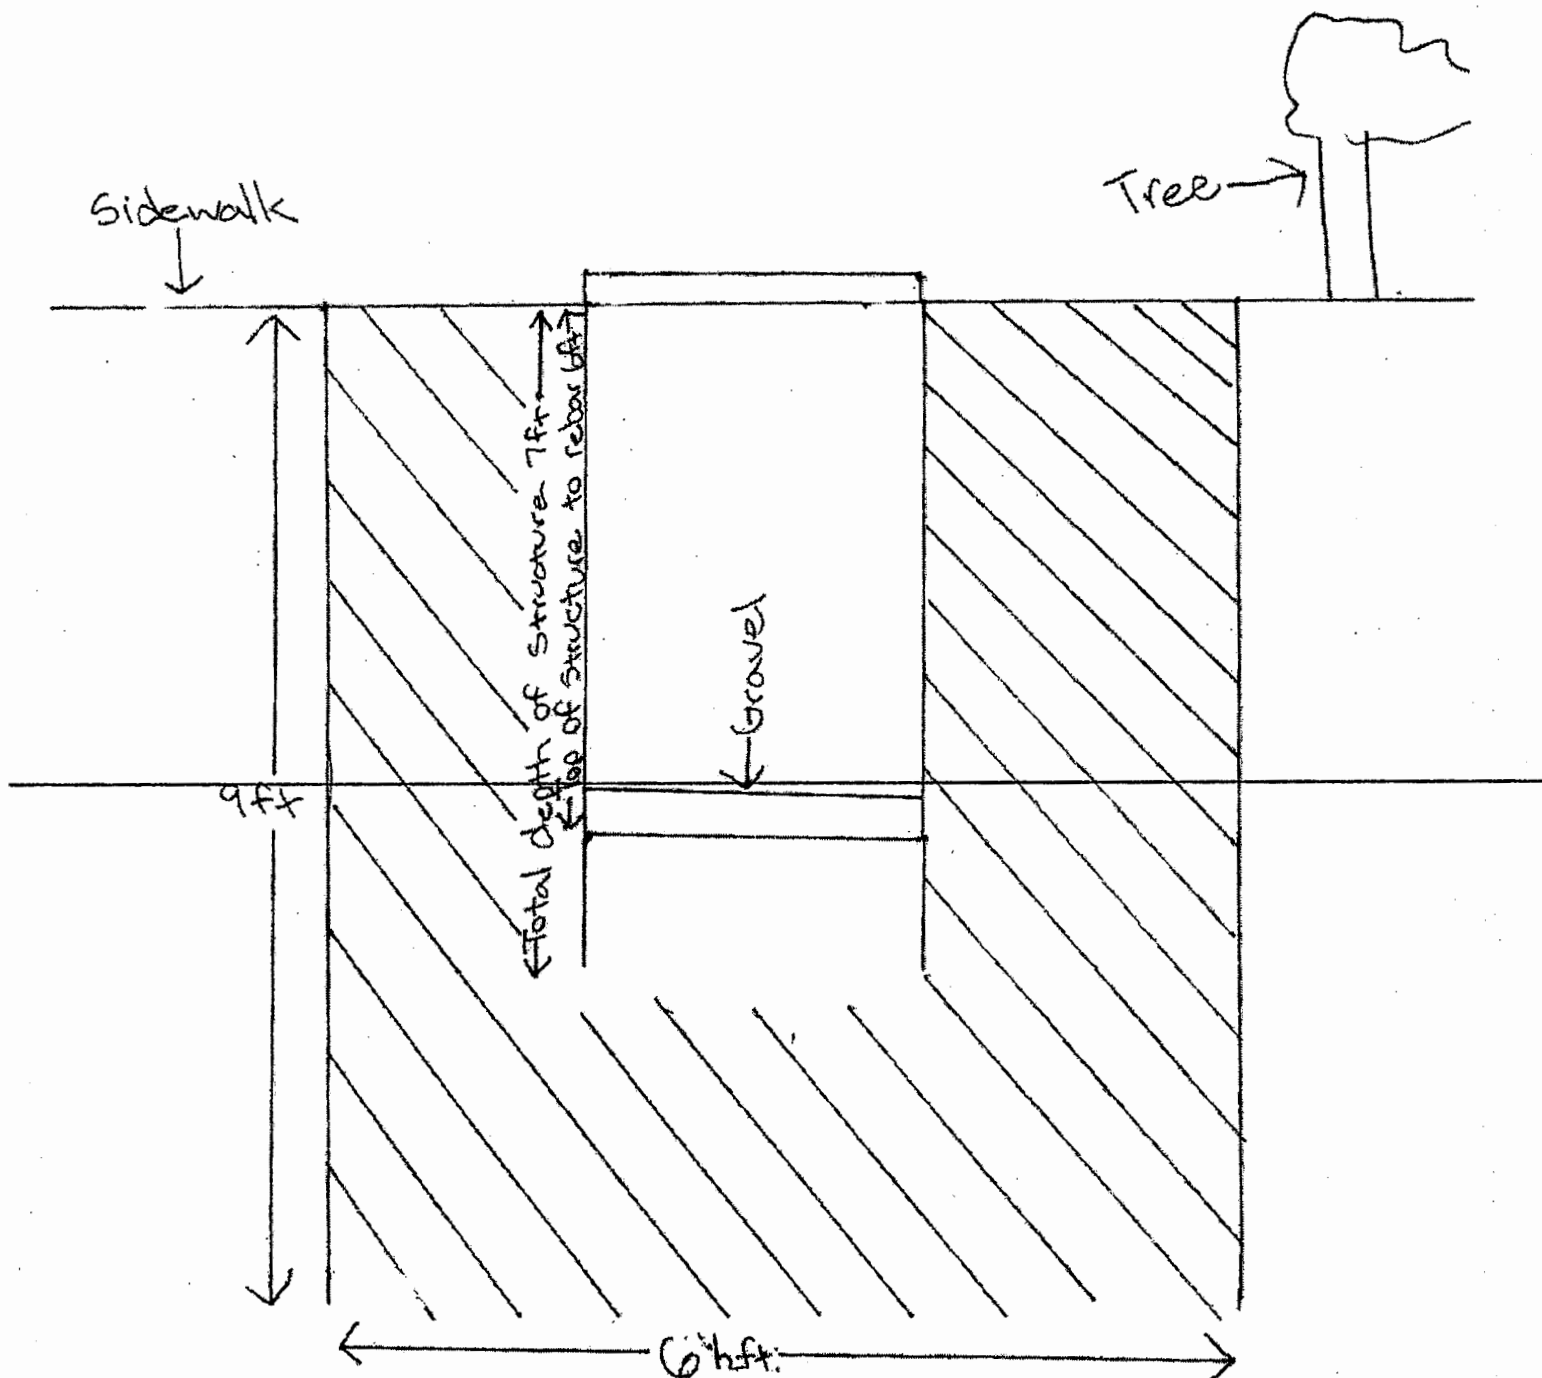 Tree
Sidewalk
Total depth of structure 7ft
Top of structure to rebar 6ft
Gravel
9ft